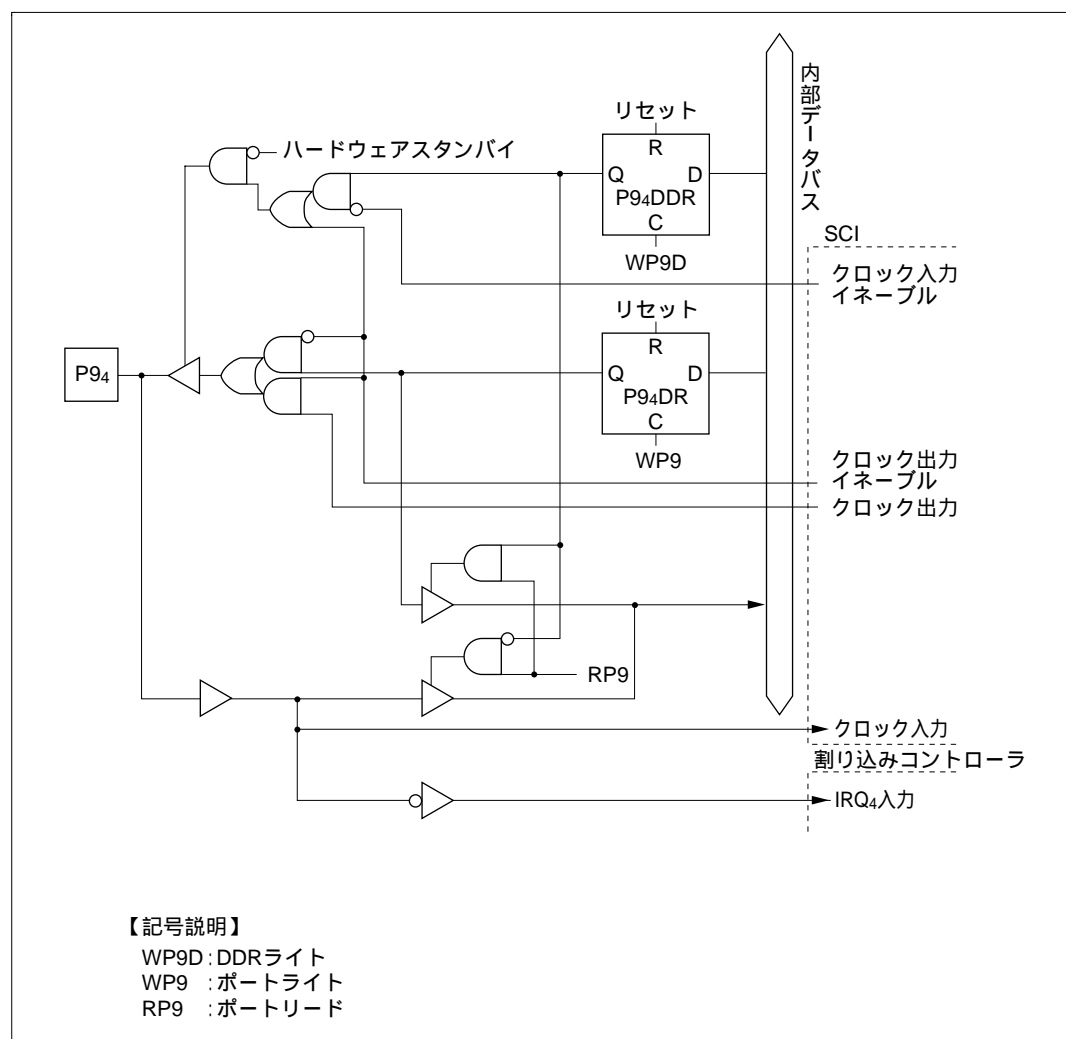 内部データバス
リセット
ハードウェアスタンバイ
R
Q
D
P9₄DDR
C
WP9D
SCI
クロック入力
イネーブル
リセット
R
P9₄
Q
D
P9₄DR
C
WP9
クロック出力
イネーブル
クロック出力
RP9
クロック入力
割り込みコントローラ
IRQ₄入力
【記号説明】
WP9D : DDRライト
WP9 : ポートライト
RP9 : ポートリード